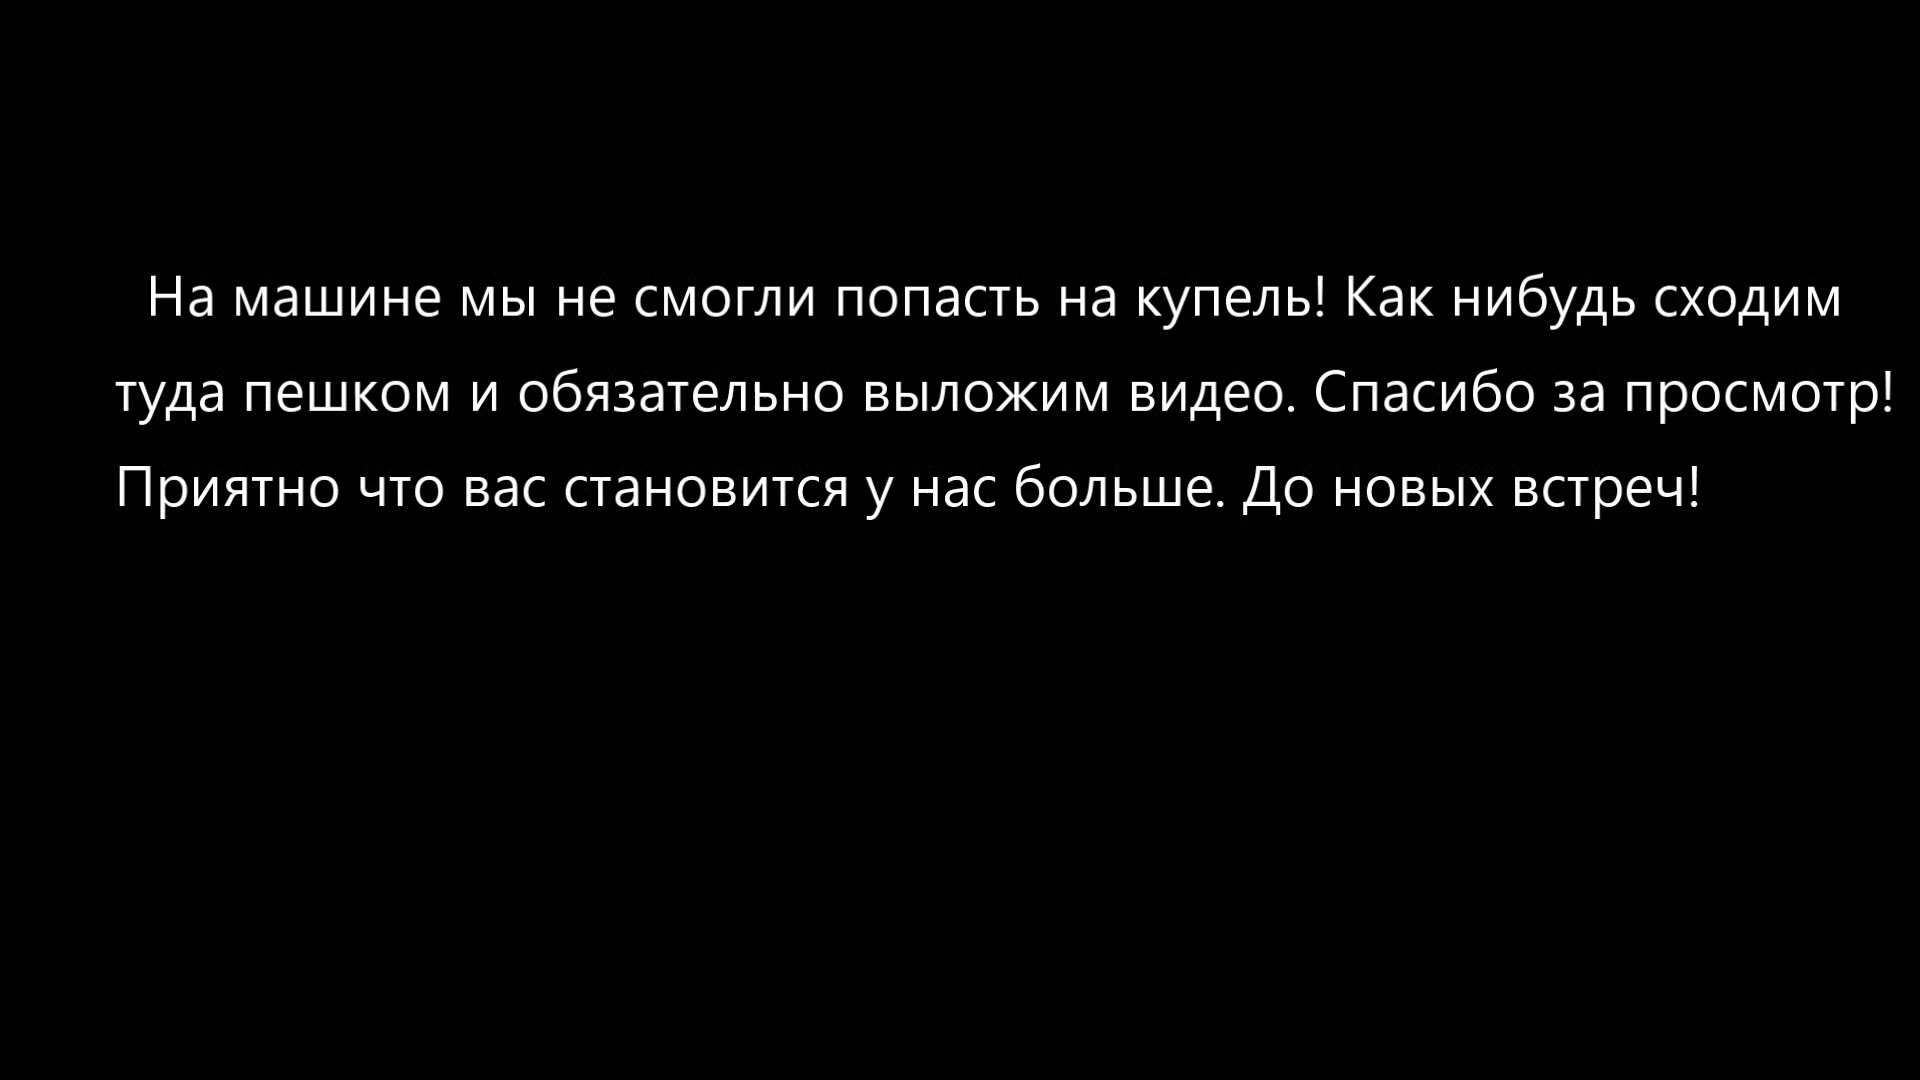 На машине мы не смогли попасть на купель! Как нибудь сходим
туда пешком и обязательно выложим видео. Спасибо за просмотр!
Приятно что вас становится у нас больше. До новых встреч!